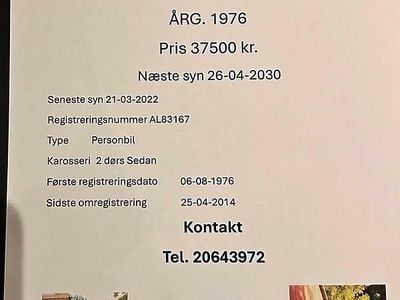 ÅRG. 1976
Pris 37500 kr.
Næste syn 26-04-2030
Seneste syn 21-03-2022
Registreringsnummer AL83167
Type Personbil
Karosseri 2 dørs Sedan
Første registreringsdato 06-08-1976
Sidste omregistrering 25-04-2014
Kontakt
Tel. 20643972